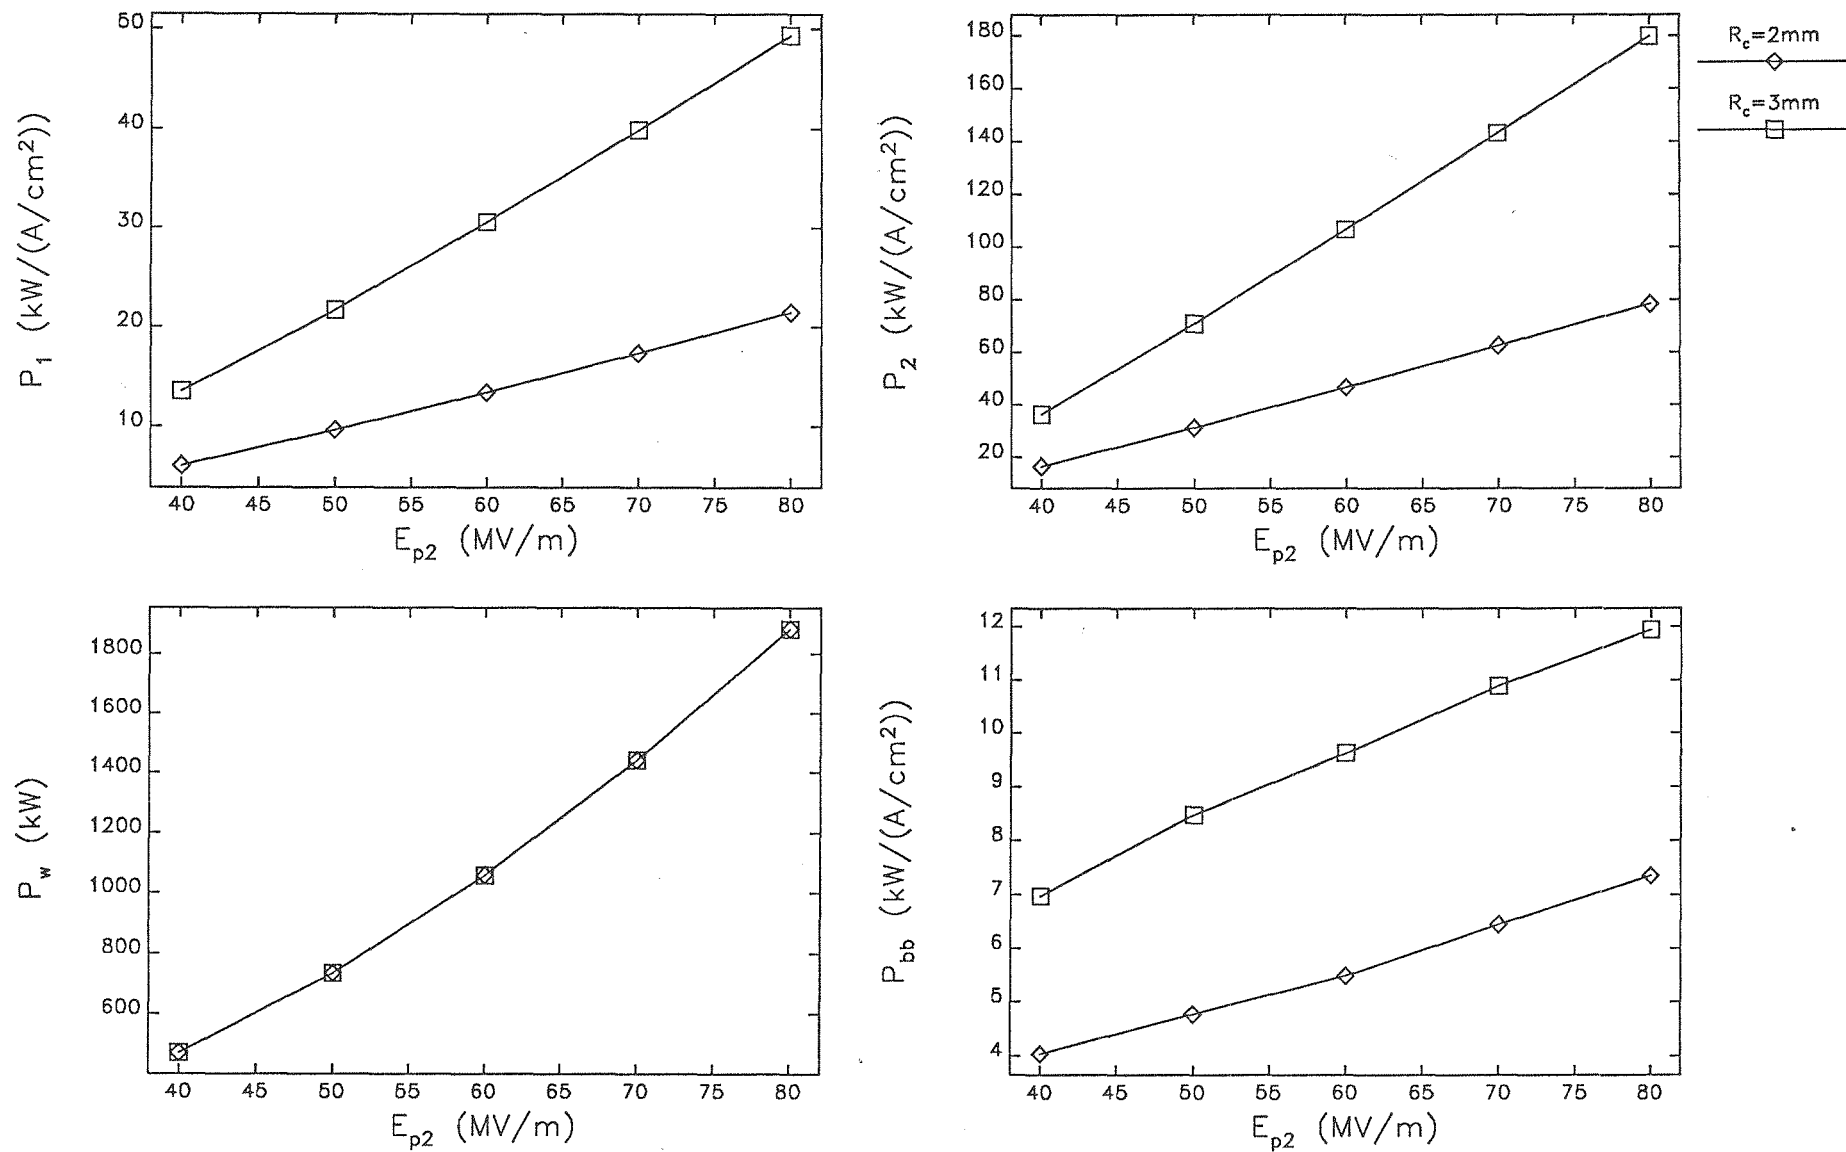 50
40
30
20
10
P₁ (kW/(A/cm²))
40 45 50 55 60 65 70 75 80
Eₚ₂ (MV/m)
180
160
140
120
100
80
60
40
20
P₂ (kW/(A/cm²))
40 45 50 55 60 65 70 75 80
Eₚ₂ (MV/m)
R_c=2mm
R_c=3mm
1800
1600
1400
1200
1000
800
600
P_w (kW)
40 45 50 55 60 65 70 75 80
Eₚ₂ (MV/m)
12
11
10
9
8
7
6
5
4
P_bb (kW/(A/cm²))
40 45 50 55 60 65 70 75 80
Eₚ₂ (MV/m)